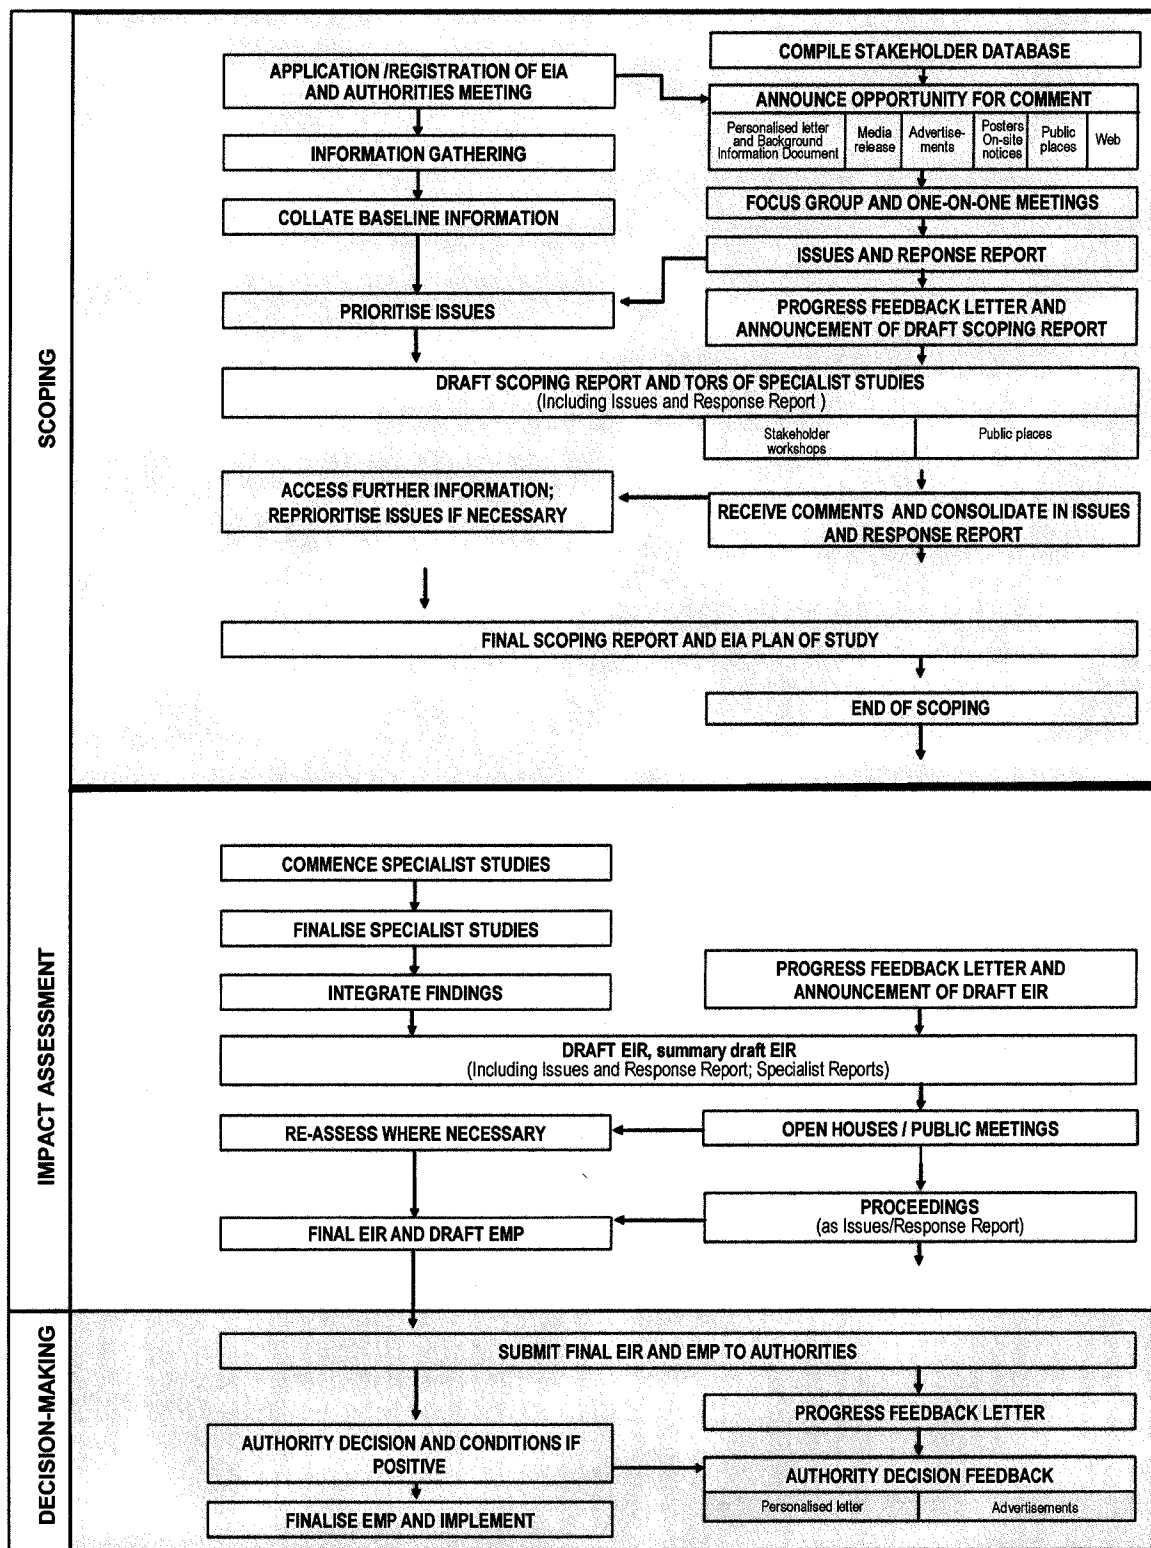 SCOPING
COMPILE STAKEHOLDER DATABASE
APPLICATION /REGISTRATION OF EIA
AND AUTHORITIES MEETING
ANNOUNCE OPPORTUNITY FOR COMMENT
Personalised letter
and Background
Information Document
Media
release
Advertise-
ments
Posters
On-site
notices
Public
places
Web
INFORMATION GATHERING
FOCUS GROUP AND ONE-ON-ONE MEETINGS
COLLATE BASELINE INFORMATION
ISSUES AND REPONSE REPORT
PRIORITISE ISSUES
PROGRESS FEEDBACK LETTER AND
ANNOUNCEMENT OF DRAFT SCOPING REPORT
DRAFT SCOPING REPORT AND TORS OF SPECIALIST STUDIES
(Including Issues and Response Report )
Stakeholder
workshops
Public places
ACCESS FURTHER INFORMATION;
REPRIORITISE ISSUES IF NECESSARY
RECEIVE COMMENTS AND CONSOLIDATE IN ISSUES
AND RESPONSE REPORT
FINAL SCOPING REPORT AND EIA PLAN OF STUDY
END OF SCOPING
IMPACT ASSESSMENT
COMMENCE SPECIALIST STUDIES
FINALISE SPECIALIST STUDIES
INTEGRATE FINDINGS
PROGRESS FEEDBACK LETTER AND
ANNOUNCEMENT OF DRAFT EIR
DRAFT EIR, summary draft EIR
(Including Issues and Response Report; Specialist Reports)
RE-ASSESS WHERE NECESSARY
OPEN HOUSES / PUBLIC MEETINGS
FINAL EIR AND DRAFT EMP
PROCEEDINGS
(as Issues/Response Report)
DECISION-MAKING
SUBMIT FINAL EIR AND EMP TO AUTHORITIES
PROGRESS FEEDBACK LETTER
AUTHORITY DECISION AND CONDITIONS IF
POSITIVE
AUTHORITY DECISION FEEDBACK
Personalised letter
Advertisements
FINALISE EMP AND IMPLEMENT